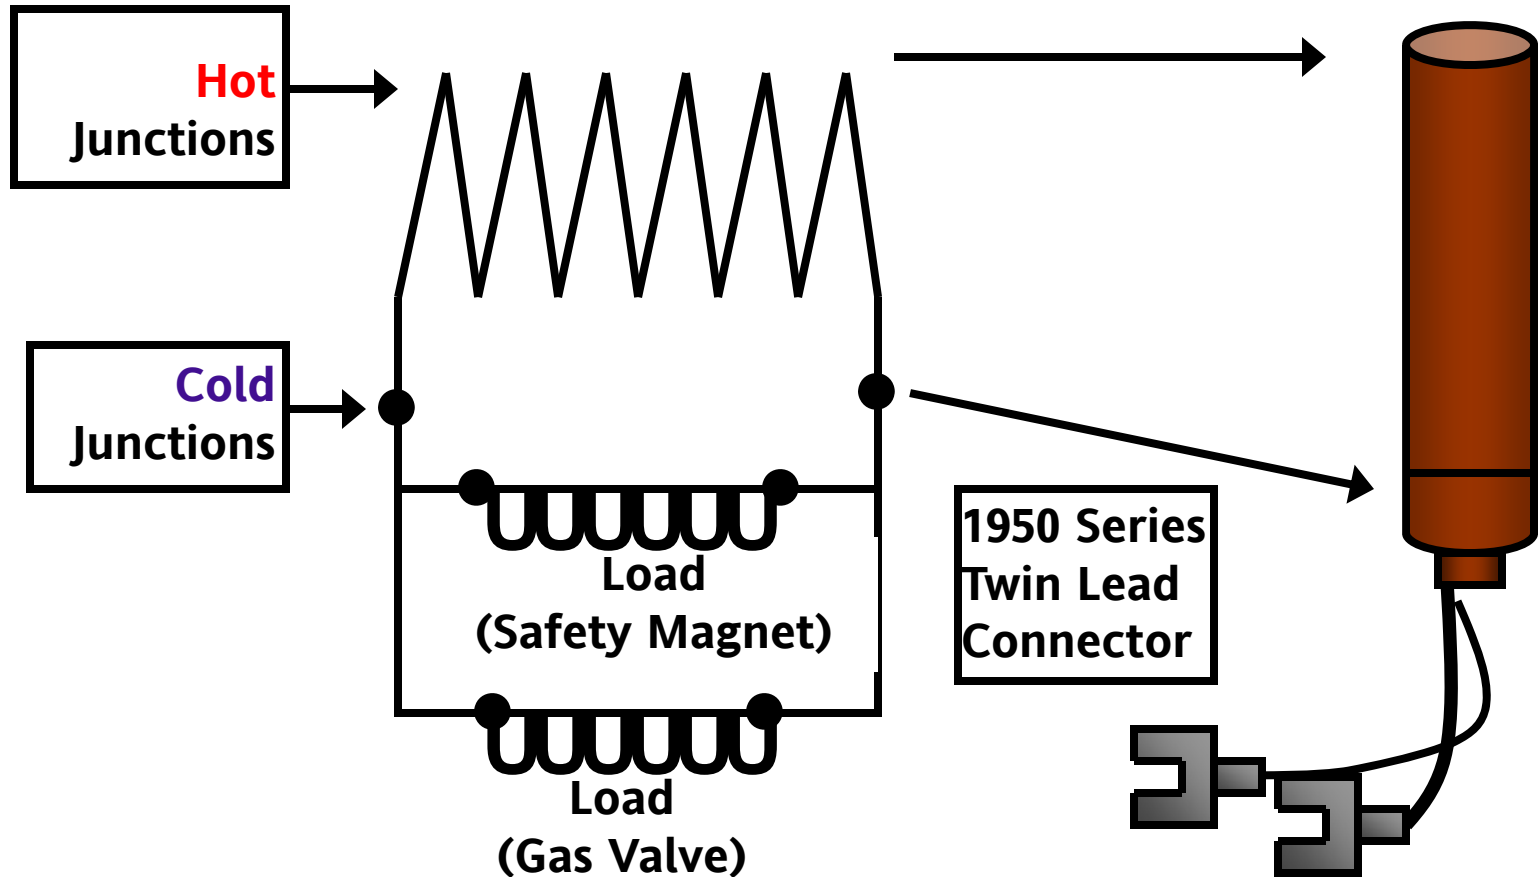 Hot
Junctions
Cold
Junctions
1950 Series
Twin Lead
Connector
Load
(Safety Magnet)
Load
(Gas Valve)